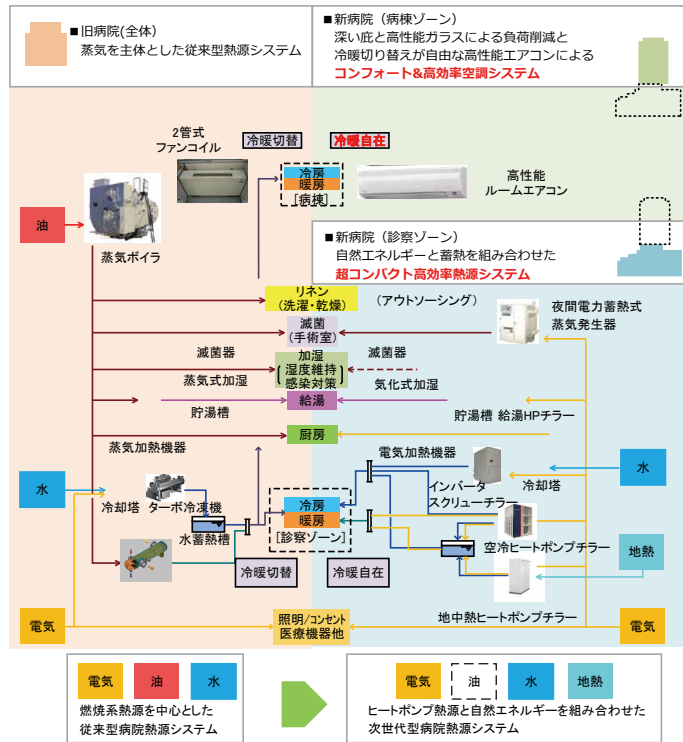 ■旧病院(全体)
蒸気を主体とした従来型熱源システム
■新病院（病棟ゾーン）
深い庇と高性能ガラスによる負荷削減と
冷暖切り替えが自由な高性能エアコンによる
コンフォート&高効率空調システム
2管式
ファンコイル
冷暖切替
冷暖自在
冷房
暖房
[病棟]
高性能
ルームエアコン
油
蒸気ボイラ
■新病院（診察ゾーン）
自然エネルギーと蓄熱を組み合わせた
超コンパクト高効率熱源システム
リネン
(洗濯・乾燥)
(アウトソーシング)
滅菌
(手術室)
夜間電力蓄熱式
蒸気発生器
滅菌器
加湿
湿度維持
感染対策
滅菌器
蒸気式加湿
気化式加湿
給湯
貯湯槽
貯湯槽 給湯HPチラー
厨房
蒸気加熱機器
電気加熱機器
水
冷却塔 ターボ冷凍機
水蓄熱槽
冷房
暖房
[診察ゾーン]
インバータ
スクリューチラー
冷却塔
水
空冷ヒートポンプチラー
地熱
冷暖切替
冷暖自在
地中熱ヒートポンプチラー
電気
照明/コンセント
医療機器他
電気
電気
油
水
燃焼系熱源を中心とした
従来型病院熱源システム
電気
油
水
地熱
ヒートポンプ熱源と自然エネルギーを組み合わせた
次世代型病院熱源システム